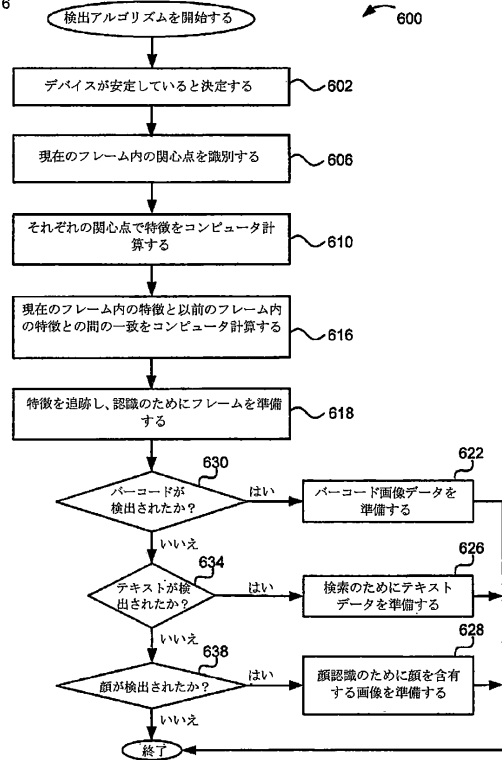 6
検出アルゴリズムを開始する
600
デバイスが安定していると決定する
602
現在のフレーム内の関心点を識別する
606
それぞれの関心点で特徴をコンピュータ計
算する
610
現在のフレーム内の特徴と以前のフレーム内
の特徴との間の一致をコンピュータ計算する
616
特徴を追跡し、認識のためにフレームを準備
する
618
630
バーコードが
検出されたか?
はい
622
バーコード画像データを
準備する
いいえ
634
テキストが検
出されたか?
はい
626
検索のためにテキスト
データを準備する
いいえ
638
顔が検出されたか?
はい
628
顔認識のために顔を含有
する画像を準備する
いいえ
終了